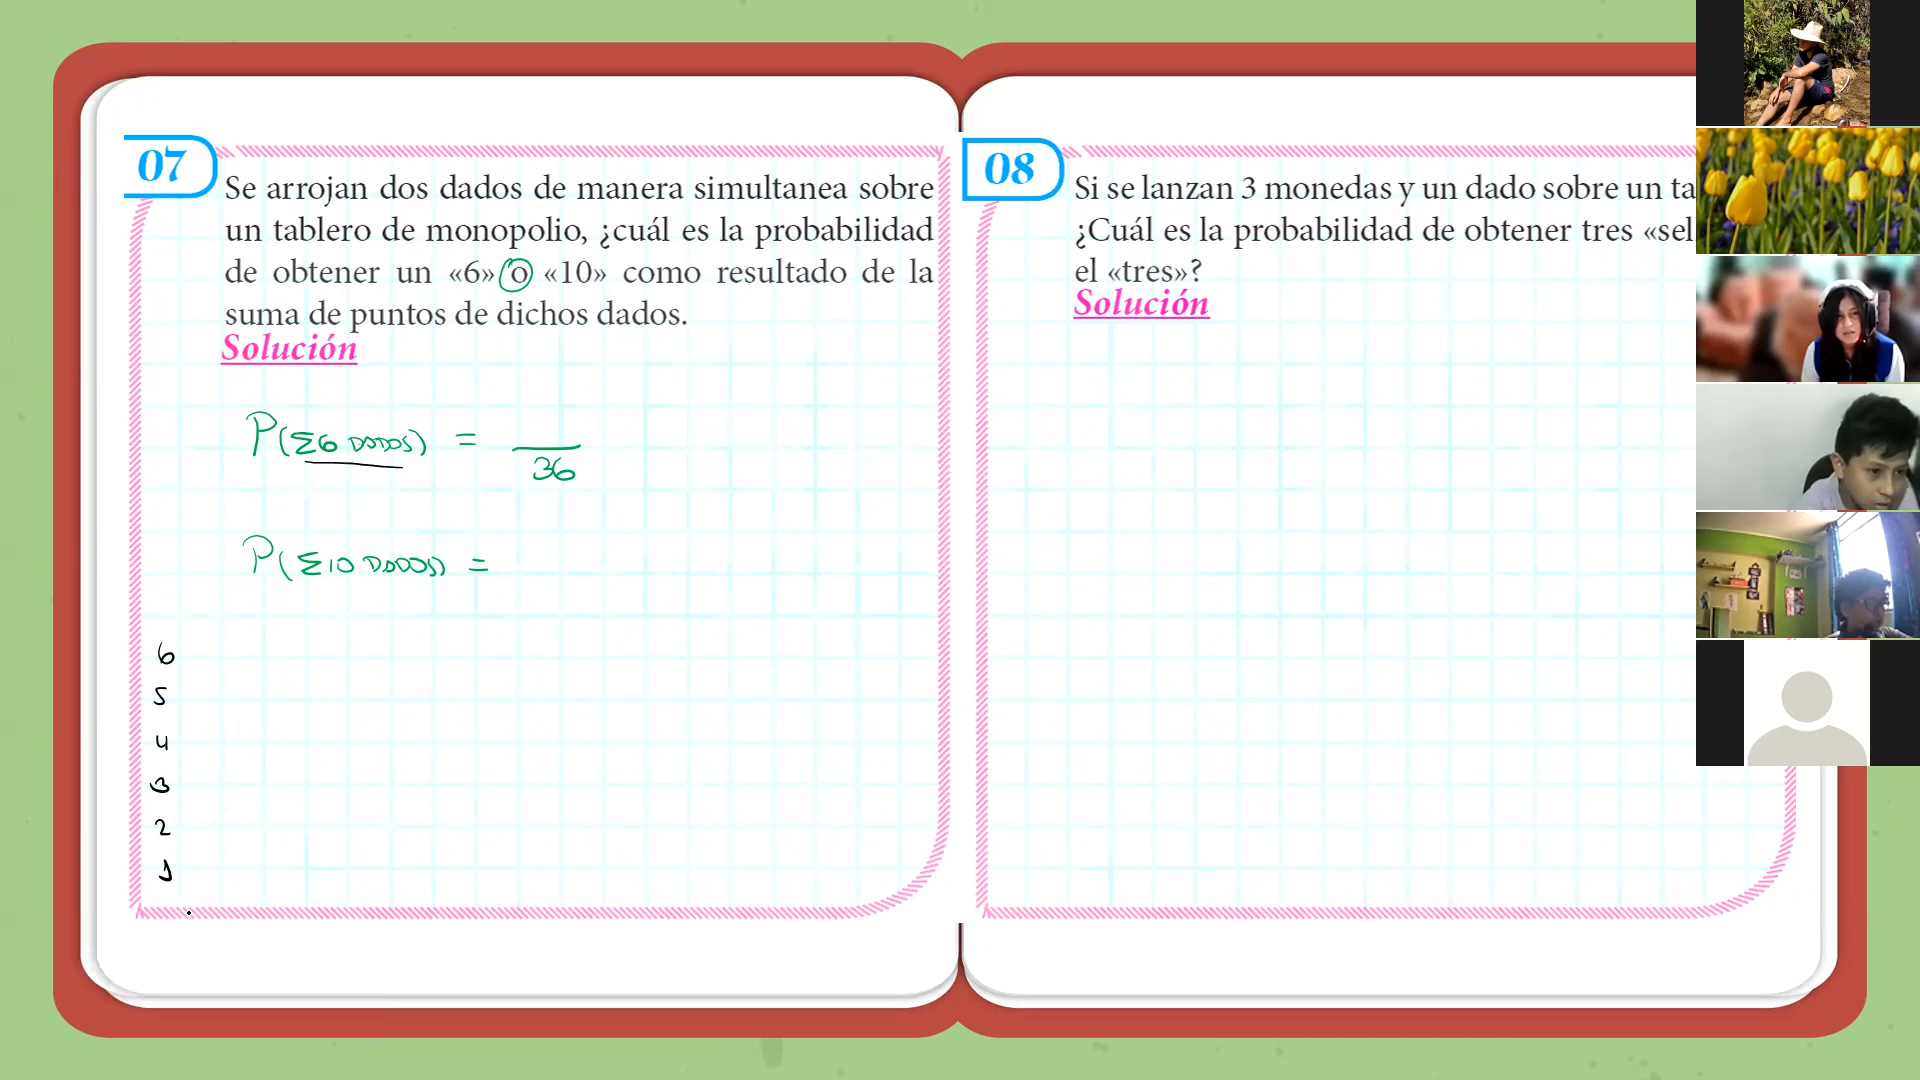 07
Se arrojan dos dados de manera simultanea sobre
un tablero de monopolio, ¿cuál es la probabilidad
de obtener un «6» o «10» como resultado de la
suma de puntos de dichos dados.
Solución
P(Σ6 DADOS) =
36
P(Σ10 DADOS) =
6
5
4
3
2
1
08
Si se lanzan 3 monedas y un dado sobre un ta
¿Cuál es la probabilidad de obtener tres «sel
el «tres»?
Solución